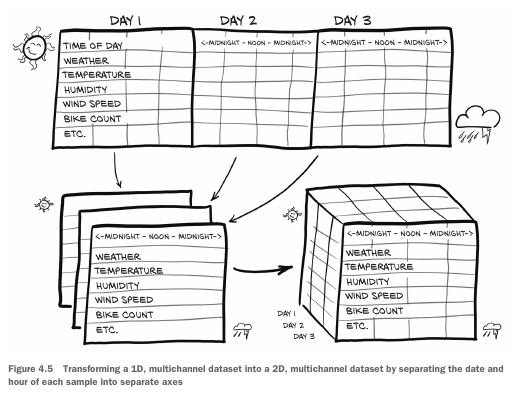 DAY 1 DAY 2 DAY 3
TIME OF DAY <-MIDNIGHT - NOON - MIDNIGHT-> <-MIDNIGHT - NOON - MIDNIGHT->
WEATHER
TEMPERATURE
HUMIDITY
WIND SPEED
BIKE COUNT
ETC.
<-MIDNIGHT - NOON - MIDNIGHT->
WEATHER
TEMPERATURE
HUMIDITY
WIND SPEED
BIKE COUNT
ETC.
<-MIDNIGHT - NOON - MIDNIGHT->
WEATHER
TEMPERATURE
HUMIDITY
WIND SPEED
BIKE COUNT
ETC.
DAY 1
DAY 2
DAY 3
Figure 4.5 Transforming a 1D, multichannel dataset into a 2D, multichannel dataset by separating the date and
hour of each sample into separate axes